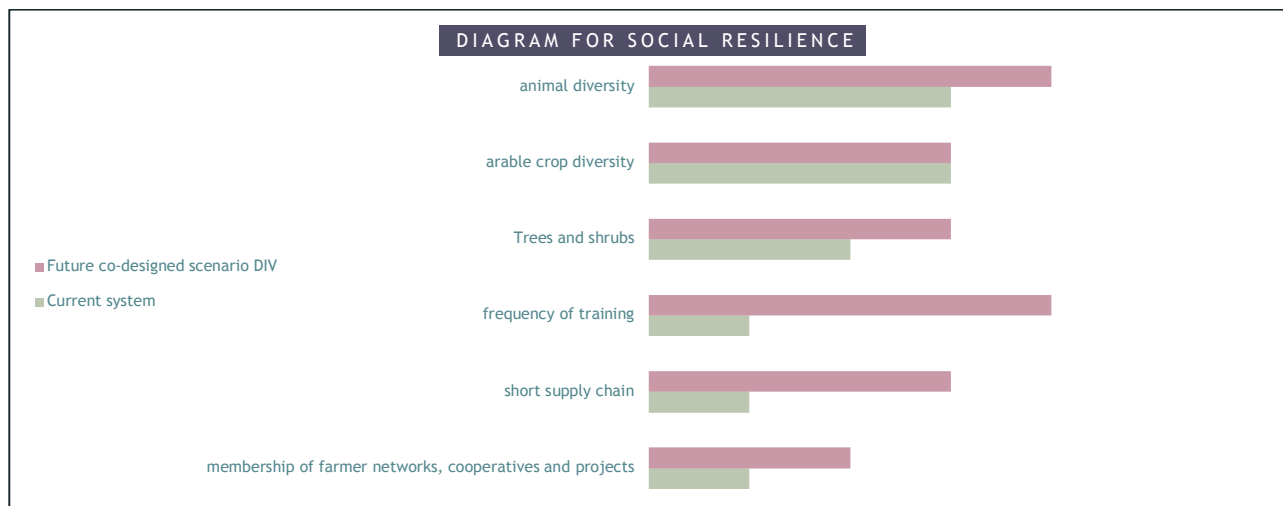 DIAGRAM FOR SOCIAL RESILIENCE
animal diversity
arable crop diversity
Trees and shrubs
Future co-designed scenario DIV
Current system
frequency of training
short supply chain
membership of farmer networks, cooperatives and projects